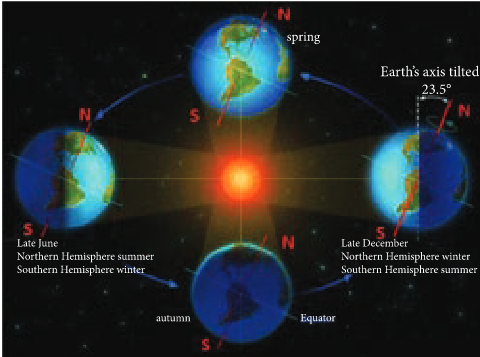 N
spring
S
Earth's axis tilted
23.5°
N
N
S
Late June
Northern Hemisphere summer
Southern Hemisphere winter
S
Late December
Northern Hemisphere winter
Southern Hemisphere summer
N
autumn
Equator
S